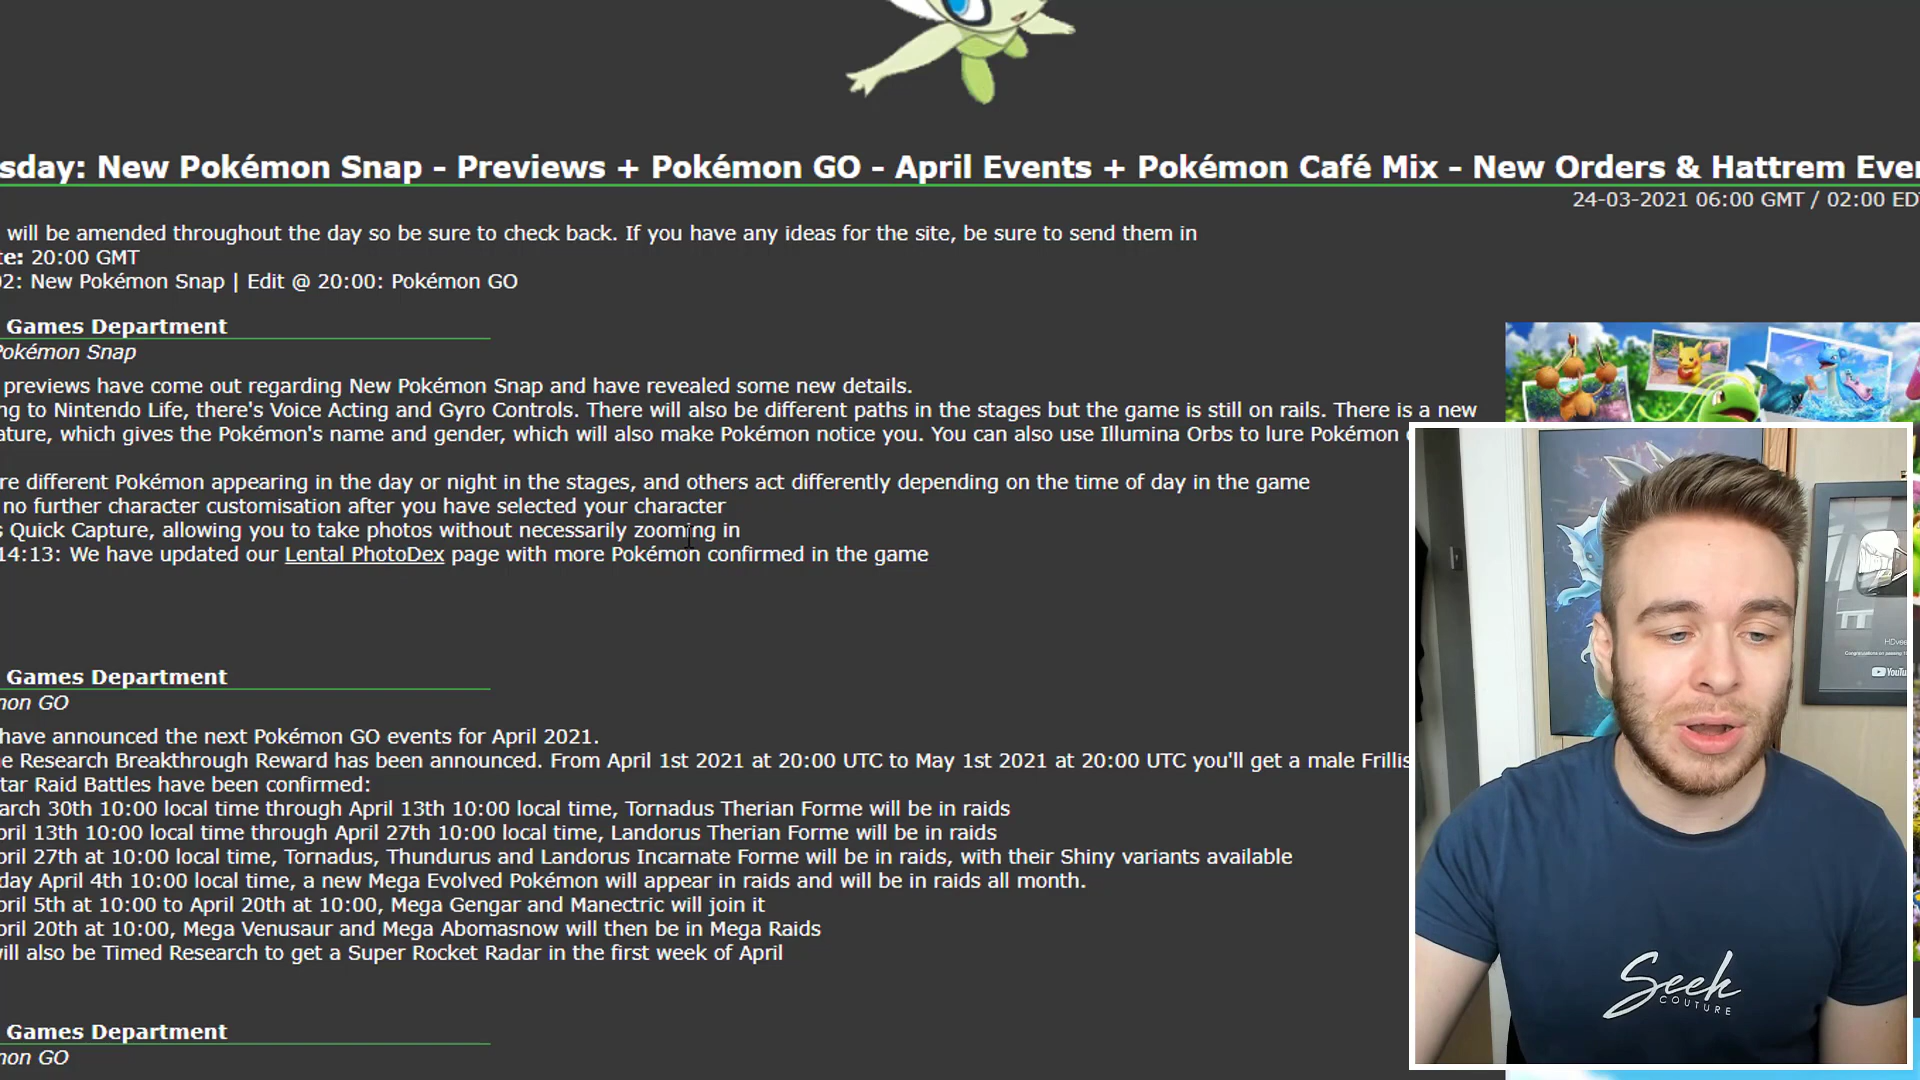 sday: New Pokémon Snap - Previews + Pokémon GO - April Events + Pokémon Café Mix - New Orders & Hattrem Eve
24-03-2021 06:00 GMT / 02:00 ED
will be amended throughout the day so be sure to check back. If you have any ideas for the site, be sure to send them in
te: 20:00 GMT
02: New Pokémon Snap | Edit @ 20:00: Pokémon GO
Games Department
Pokémon Snap
previews have come out regarding New Pokémon Snap and have revealed some new details.
ng to Nintendo Life, there's Voice Acting and Gyro Controls. There will also be different paths in the stages but the game is still on rails. There is a new
ature, which gives the Pokémon's name and gender, which will also make Pokémon notice you. You can also use Illumina Orbs to lure Pokémon
re different Pokémon appearing in the day or night in the stages, and others act differently depending on the time of day in the game
no further character customisation after you have selected your character
s Quick Capture, allowing you to take photos without necessarily zooming in
14:13: We have updated our Lental PhotoDex page with more Pokémon confirmed in the game
Games Department
mon GO
have announced the next Pokémon GO events for April 2021.
e Research Breakthrough Reward has been announced. From April 1st 2021 at 20:00 UTC to May 1st 2021 at 20:00 UTC you'll get a male Frillis
tar Raid Battles have been confirmed:
arch 30th 10:00 local time through April 13th 10:00 local time, Tornadus Therian Forme will be in raids
pril 13th 10:00 local time through April 27th 10:00 local time, Landorus Therian Forme will be in raids
pril 27th at 10:00 local time, Tornadus, Thundurus and Landorus Incarnate Forme will be in raids, with their Shiny variants available
day April 4th 10:00 local time, a new Mega Evolved Pokémon will appear in raids and will be in raids all month.
pril 5th at 10:00 to April 20th at 10:00, Mega Gengar and Manectric will join it
pril 20th at 10:00, Mega Venusaur and Mega Abomasnow will then be in Mega Raids
will also be Timed Research to get a Super Rocket Radar in the first week of April
Games Department
mon GO
YouTu
Seek
COUTURE